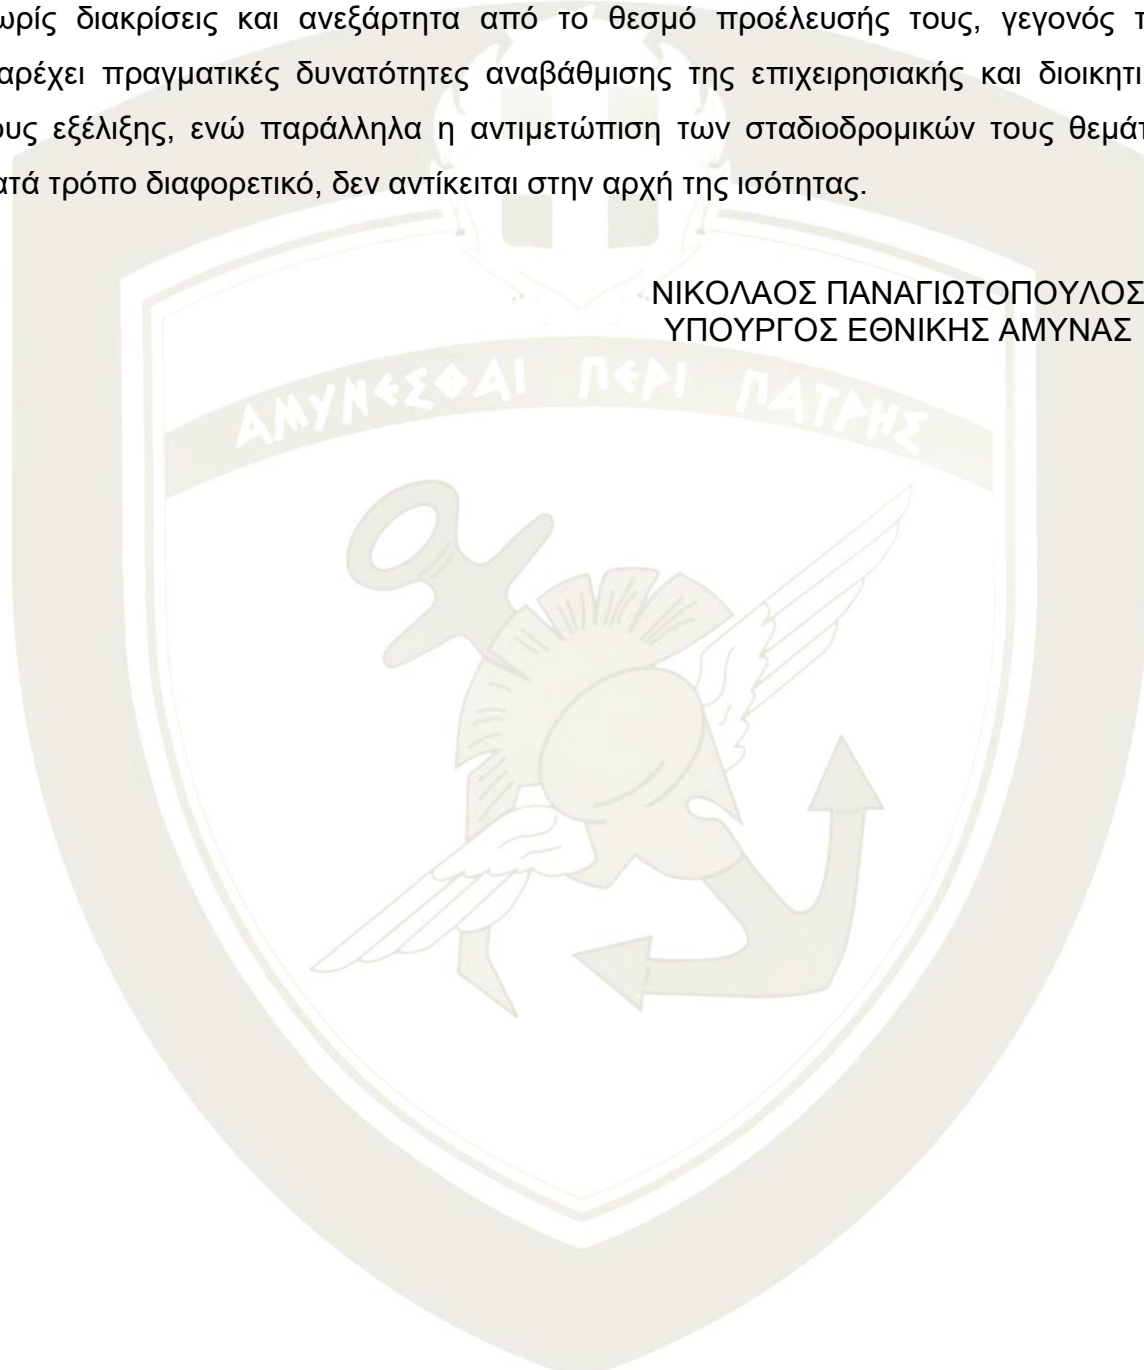 ωρίς διακρίσεις και ανεξάρτητα από το θεσμό προέλευσής τους, γεγονός π
αρέχει πραγματικές δυνατότητες αναβάθμισης της επιχειρησιακής και διοικητι
ους εξέλιξης, ενώ παράλληλα η αντιμετώπιση των σταδιοδρομικών τους θεμάτ
ατά τρόπο διαφορετικό, δεν αντίκειται στην αρχή της ισότητας.
ΝΙΚΟΛΑΟΣ ΠΑΝΑΓΙΩΤΟΠΟΥΛΟΣ
ΥΠΟΥΡΓΟΣ ΕΘΝΙΚΗΣ ΑΜΥΝΑΣ
ΑΜΥΝΕΣΘΑΙ ΠΕΡΙ ΠΑΤΡΗΣ